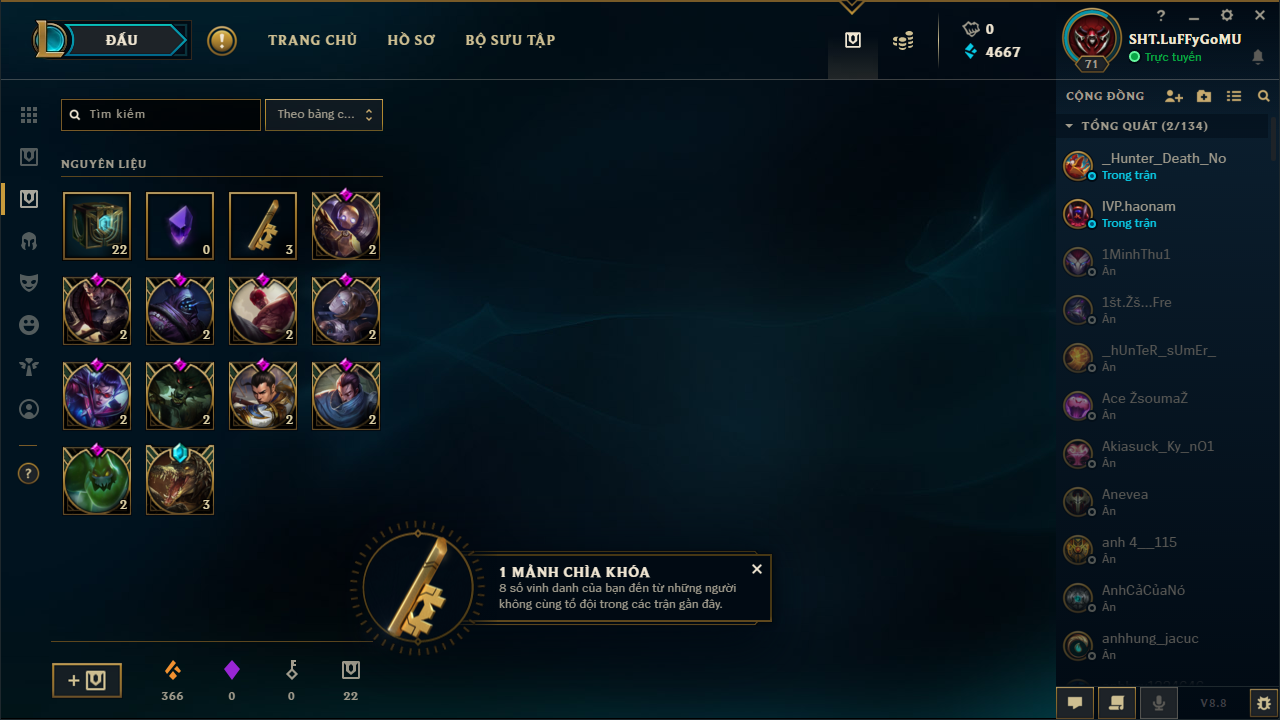 ĐẤU
TRANG CHỦ
HỒ SƠ
BỘ SƯU TẬP
0
4667
71
SHT.LuFFyGoMU
Trực tuyến
Tìm kiếm
Theo bảng c...
NGUYÊN LIỆU
22
0
3
2
2
2
2
2
2
2
2
2
2
3
1 MẢNH CHÌA KHÓA
8 số vinh danh của bạn đến từ những người
không cùng tổ đội trong các trận gần đây.
366
0
0
22
CỘNG ĐỒNG
TỔNG QUÁT (2/134)
_Hunter_Death_No
Trong trận
IVP.haonam
Trong trận
1MinhThu1
Ẩn
1št.Žš...Fre
Ẩn
_hUnTeR_sUmEr_
Ẩn
Ace ŽsoumaŽ
Ẩn
Akiasuck_Ky_nO1
Ẩn
Anevea
Ẩn
anh 4__115
Ẩn
AnhCảCủaNó
Ẩn
anhhung_jacuc
Ẩn
V8.8